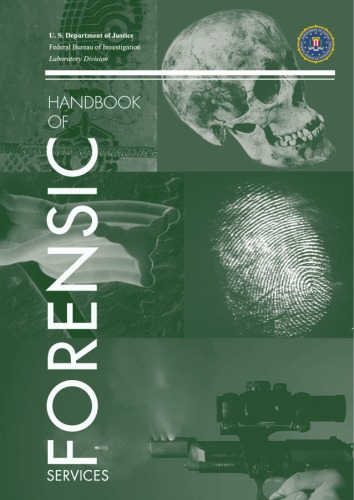 U. S. Department of Justice
Federal Bureau of Investigation
Laboratory Division
HANDBOOK
OF
FORENSIC
SERVICES